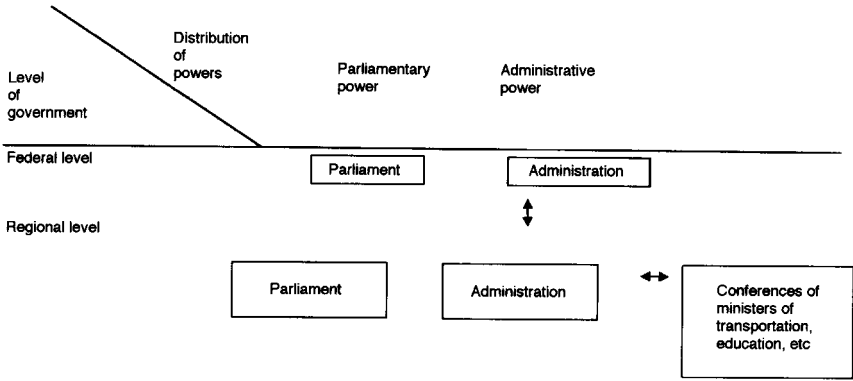 Distribution
of
powers
Level
of
government
Parliamentary
power
Administrative
power
Federal level
Parliament
Administration
Regional level
Parliament
Administration
Conferences of
ministers of
transportation,
education, etc